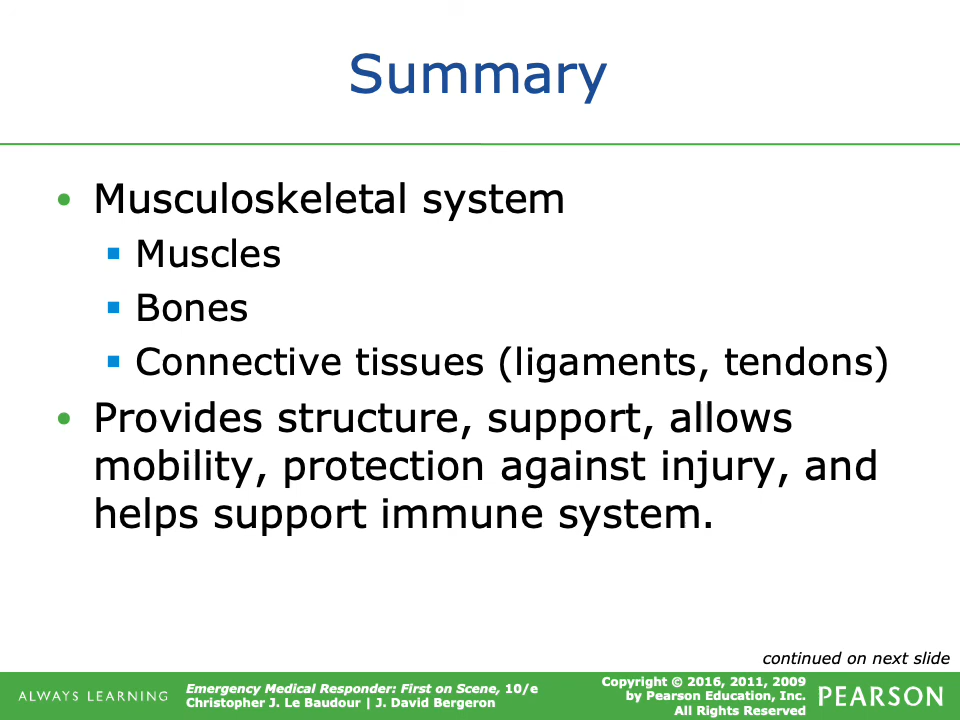 Summary
• Musculoskeletal system
▪ Muscles
▪ Bones
▪ Connective tissues (ligaments, tendons)
• Provides structure, support, allows
mobility, protection against injury, and
helps support immune system.
continued on next slide
ALWAYS LEARNING
Emergency Medical Responder: First on Scene, 10/e
Christopher J. Le Baudour | J. David Bergeron
Copyright © 2016, 2011, 2009
by Pearson Education, Inc.
All Rights Reserved
PEARSON